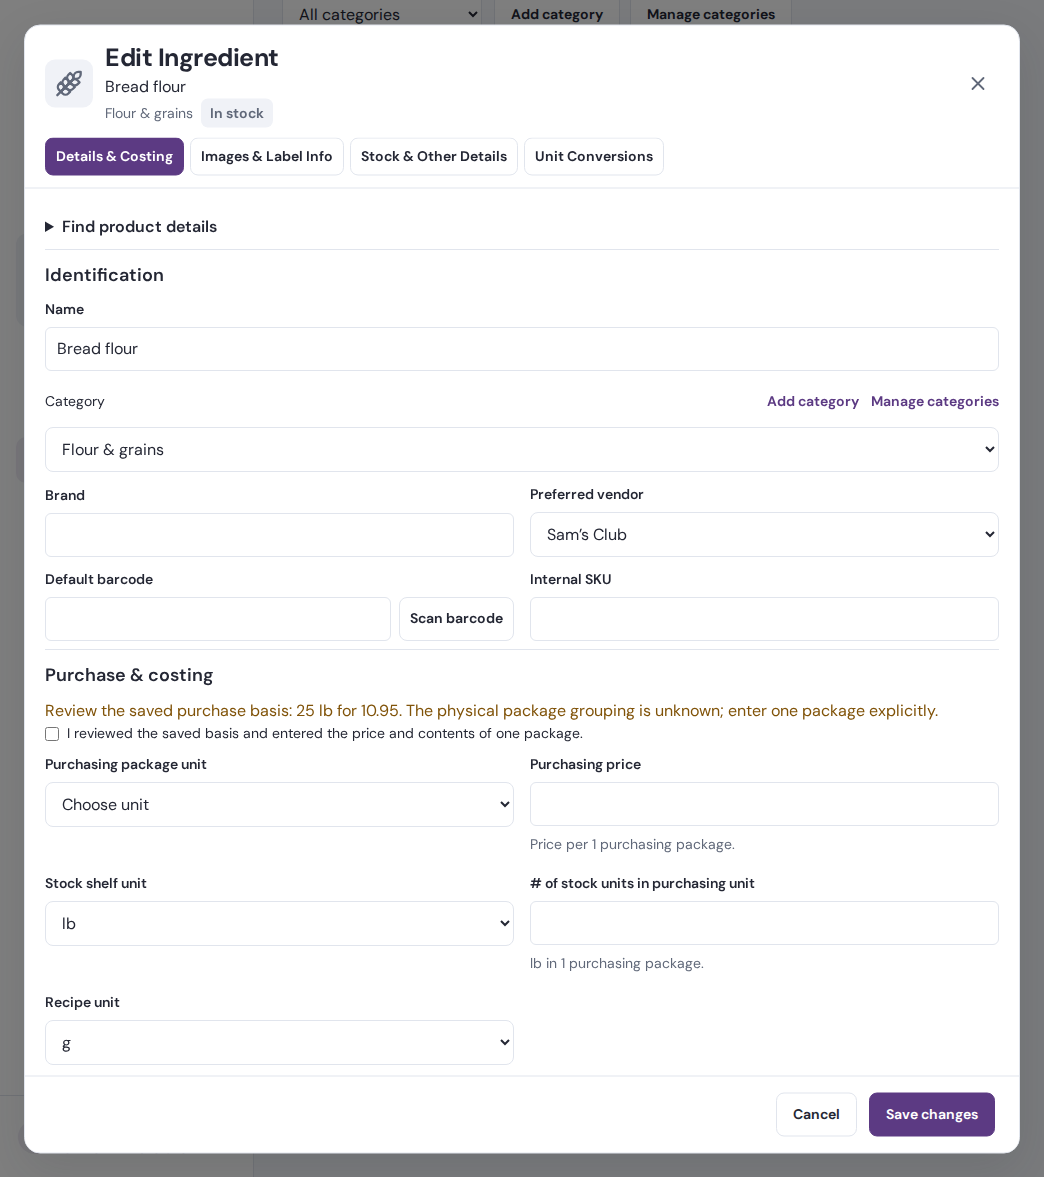 All categories
Add category
Manage categories
Edit Ingredient
Bread flour
Flour & grains
In stock
Details & Costing
Images & Label Info
Stock & Other Details
Unit Conversions
Find product details
Identification
Name
Bread flour
Category
Add category
Manage categories
Flour & grains
Brand
Preferred vendor
Sam’s Club
Default barcode
Internal SKU
Scan barcode
Purchase & costing
Review the saved purchase basis: 25 lb for 10.95. The physical package grouping is unknown; enter one package explicitly.
I reviewed the saved basis and entered the price and contents of one package.
Purchasing package unit
Purchasing price
Choose unit
Price per 1 purchasing package.
Stock shelf unit
# of stock units in purchasing unit
lb
lb in 1 purchasing package.
Recipe unit
g
Cancel
Save changes